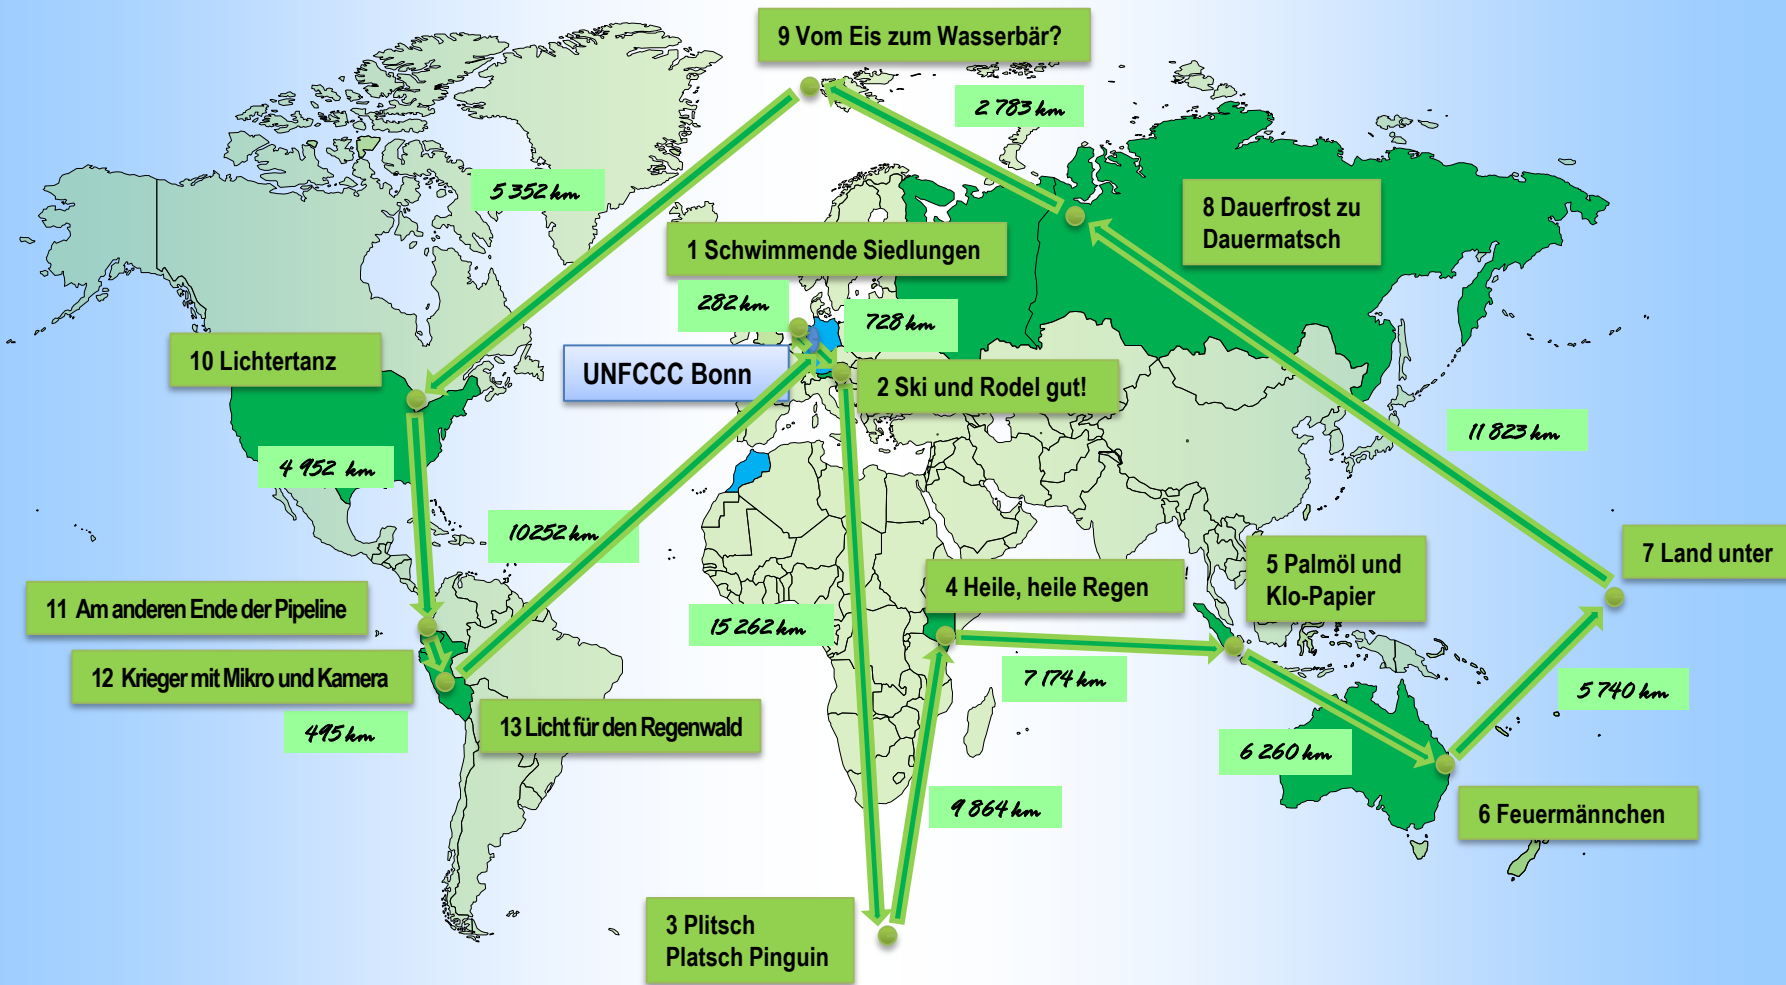 9 Vom Eis zum Wasserbär?
2 783 km
5 352 km
8 Dauerfrost zu
Dauermatsch
1 Schwimmende Siedlungen
282 km
728 km
10 Lichtertanz
UNFCCC Bonn
2 Ski und Rodel gut!
11 823 km
4 952 km
10252 km
7 Land unter
5 Palmöl und
Klo-Papier
4 Heile, heile Regen
11 Am anderen Ende der Pipeline
15 262 km
7 174 km
12 Krieger mit Mikro und Kamera
5 740 km
13 Licht für den Regenwald
495 km
6 260 km
9 864 km
6 Feuermännchen
3 Plitsch
Platsch Pinguin